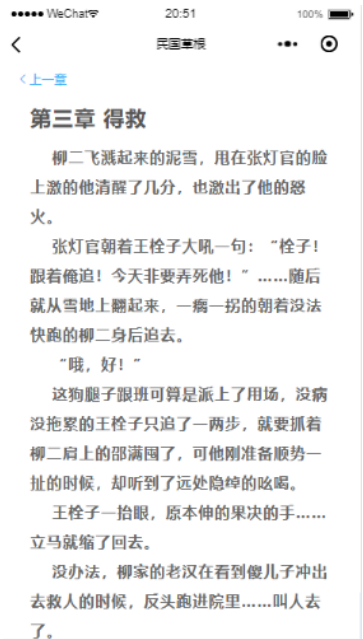 ●●●●● WeChat
20:51
100%
民国草根
上一章
第三章 得救
柳二飞溅起来的泥雪，甩在张灯官的脸
上激的他清醒了几分，也激出了他的怒
火。
张灯官朝着王栓子大吼一句：“栓子！
跟着俺追！今天非要弄死他！”……随后
就从雪地上翻起来，一瘸一拐的朝着没法
快跑的柳二身后追去。
“哦，好！”
这狗腿子跟班可算是派上了用场，没病
没拖累的王栓子只追了一两步，就要抓着
柳二肩上的邵满囤了，可他刚准备顺势一
扯的时候，却听到了远处隐绰的吆喝。
王栓子一抬眼，原本伸的果决的手……
立马就缩了回去。
没办法，柳家的老汉在看到傻儿子冲出
去救人的时候，反头跑进院里……叫人去
了。